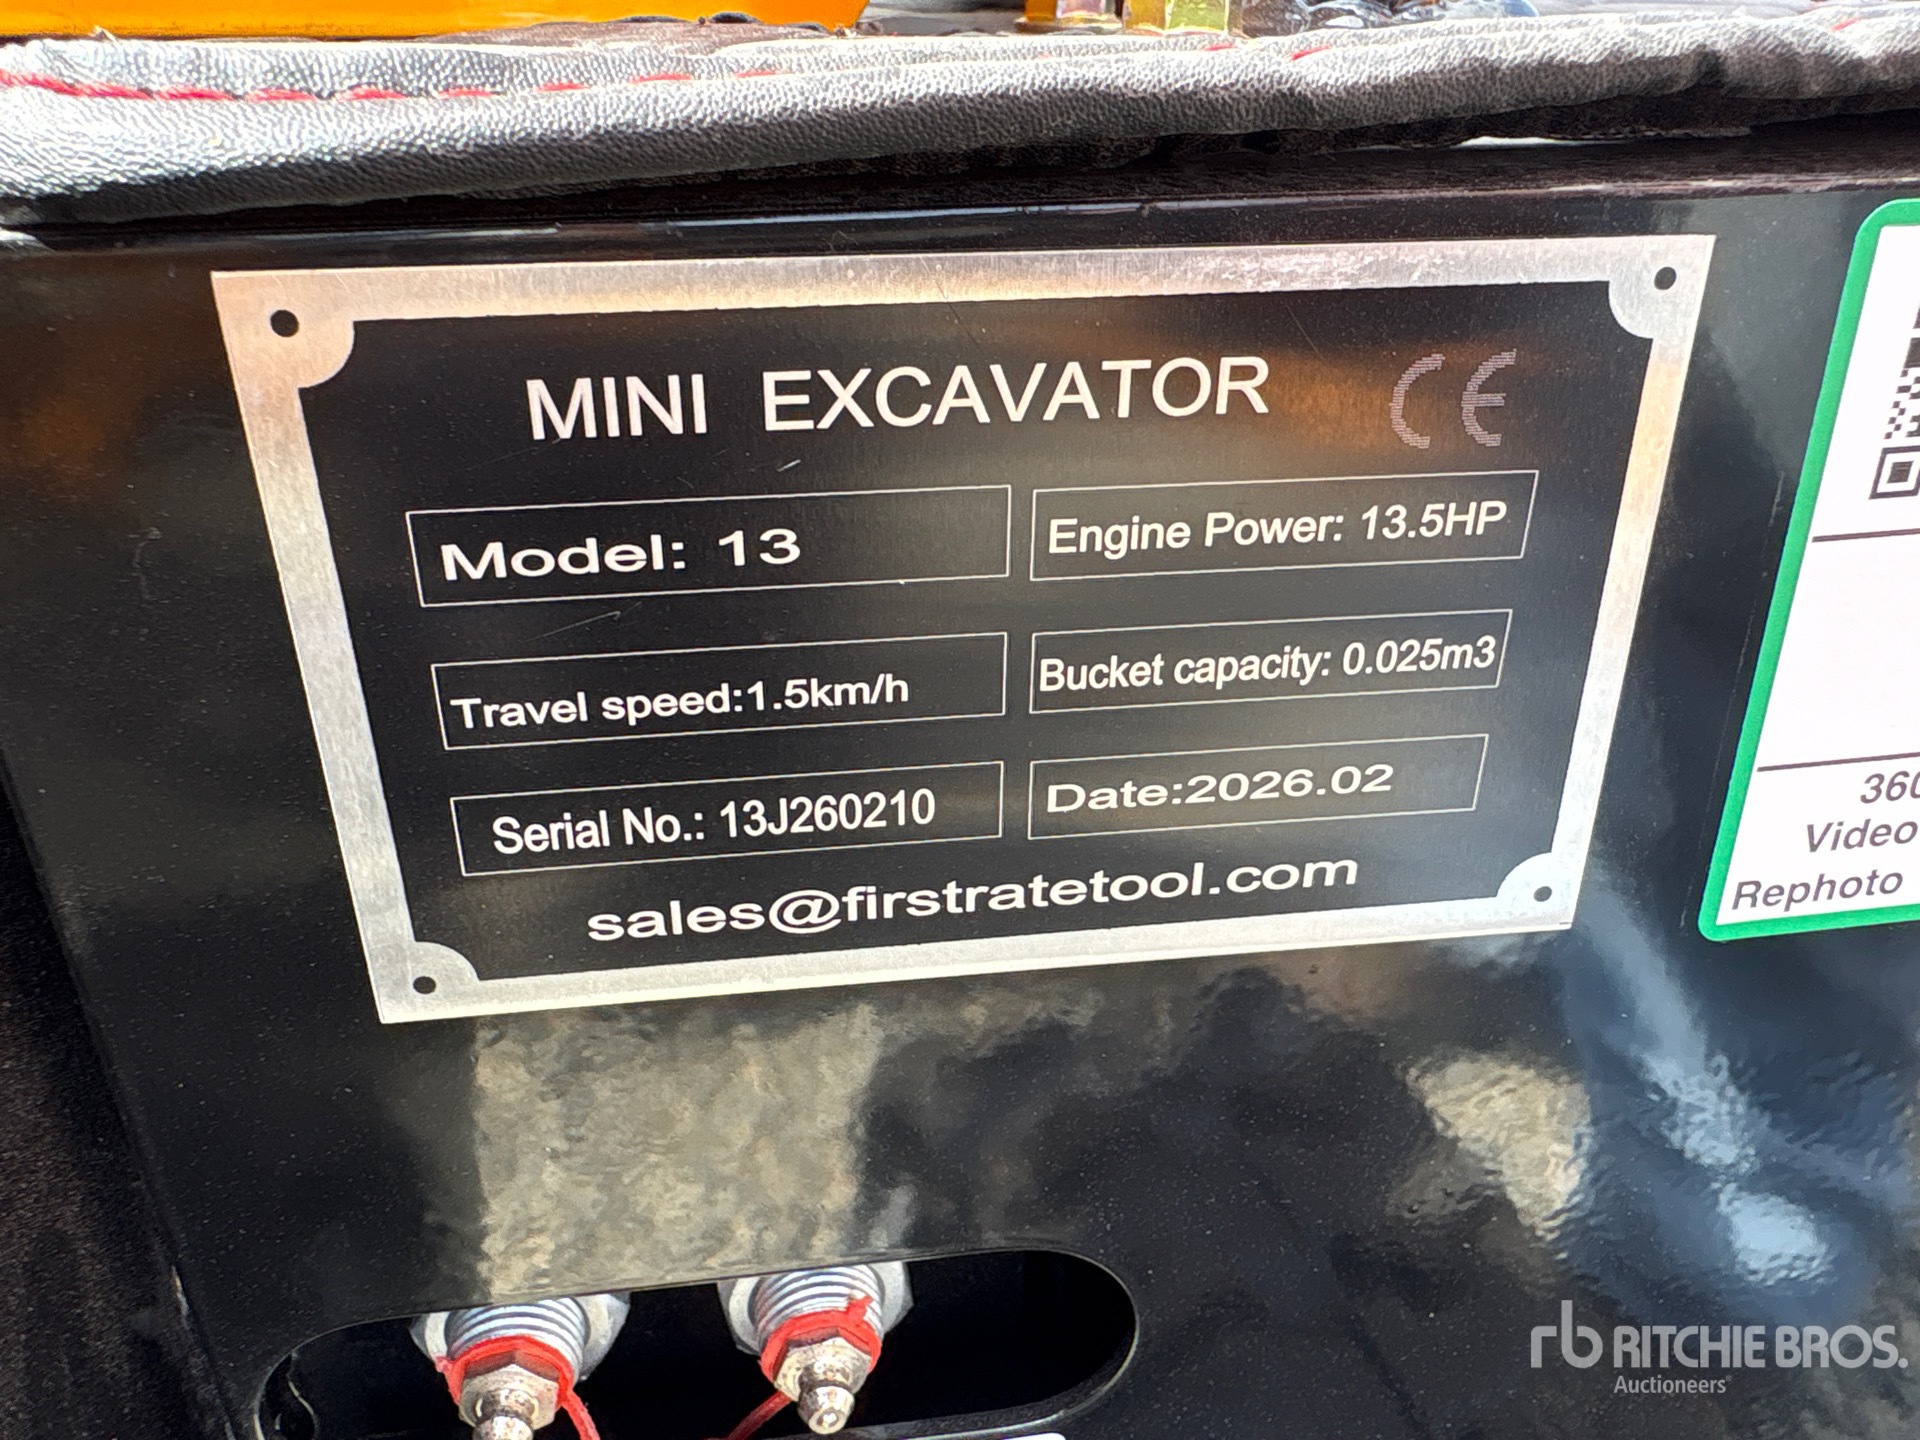 MINI EXCAVATOR CE
Model: 13
Engine Power: 13.5HP
Travel speed:1.5km/h
Bucket capacity: 0.025m3
Serial No.: 13J260210
Date:2026.02
sales@firstratetool.com
360
Video
Rephoto
rb RITCHIE BROS.
Auctioneers